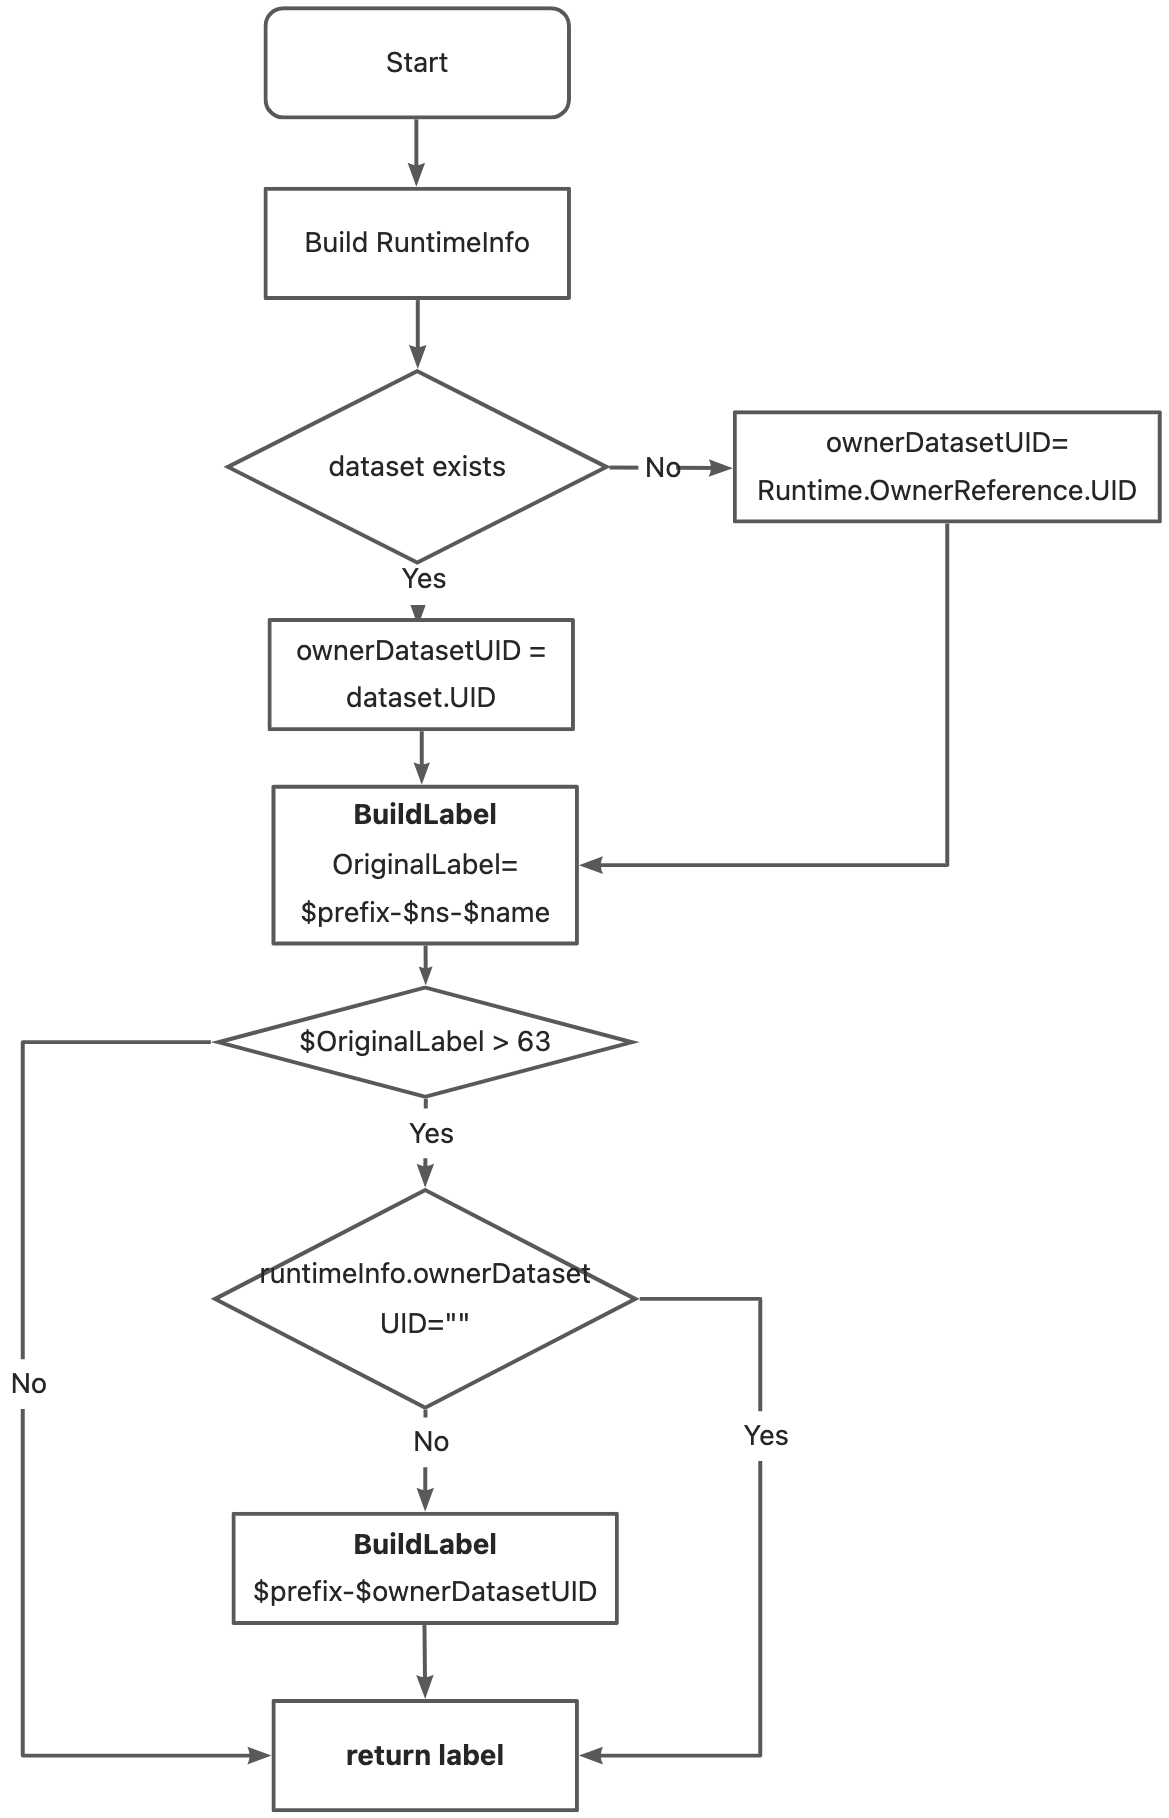 Start
Build RuntimeInfo
dataset exists
No
ownerDatasetUID=
Runtime.OwnerReference.UID
Yes
ownerDatasetUID =
dataset.UID
BuildLabel
OriginalLabel=
$prefix-$ns-$name
$OriginalLabel > 63
Yes
runtimeInfo.ownerDataset
UID=""
No
No
Yes
BuildLabel
$prefix-$ownerDatasetUID
return label